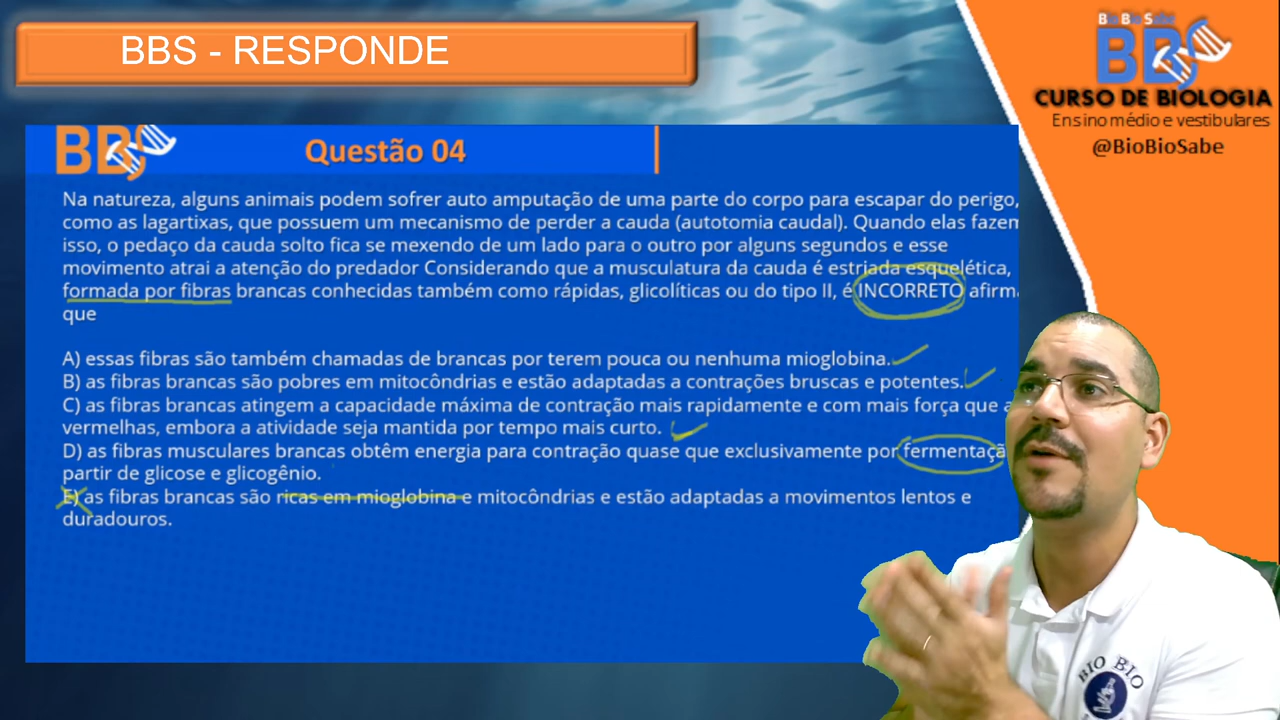 BBS - RESPONDE
Bio Bio Sabe
BBS
CURSO DE BIOLOGIA
Ensino médio e vestibulares
@BioBioSabe
BBS
Questão 04
Na natureza, alguns animais podem sofrer auto amputação de uma parte do corpo para escapar do perigo,
como as lagartixas, que possuem um mecanismo de perder a cauda (autotomia caudal). Quando elas fazem
isso, o pedaço da cauda solto fica se mexendo de um lado para o outro por alguns segundos e esse
movimento atrai a atenção do predador Considerando que a musculatura da cauda é estriada esquelética,
formada por fibras brancas conhecidas também como rápidas, glicolíticas ou do tipo II, é INCORRETO afirma
que
A) essas fibras são também chamadas de brancas por terem pouca ou nenhuma mioglobina.
B) as fibras brancas são pobres em mitocôndrias e estão adaptadas a contrações bruscas e potentes.
C) as fibras brancas atingem a capacidade máxima de contração mais rapidamente e com mais força que a
vermelhas, embora a atividade seja mantida por tempo mais curto.
D) as fibras musculares brancas obtêm energia para contração quase que exclusivamente por fermentaçã
partir de glicose e glicogênio.
E) as fibras brancas são ricas em mioglobina e mitocôndrias e estão adaptadas a movimentos lentos e
duradouros.
BIO BIO